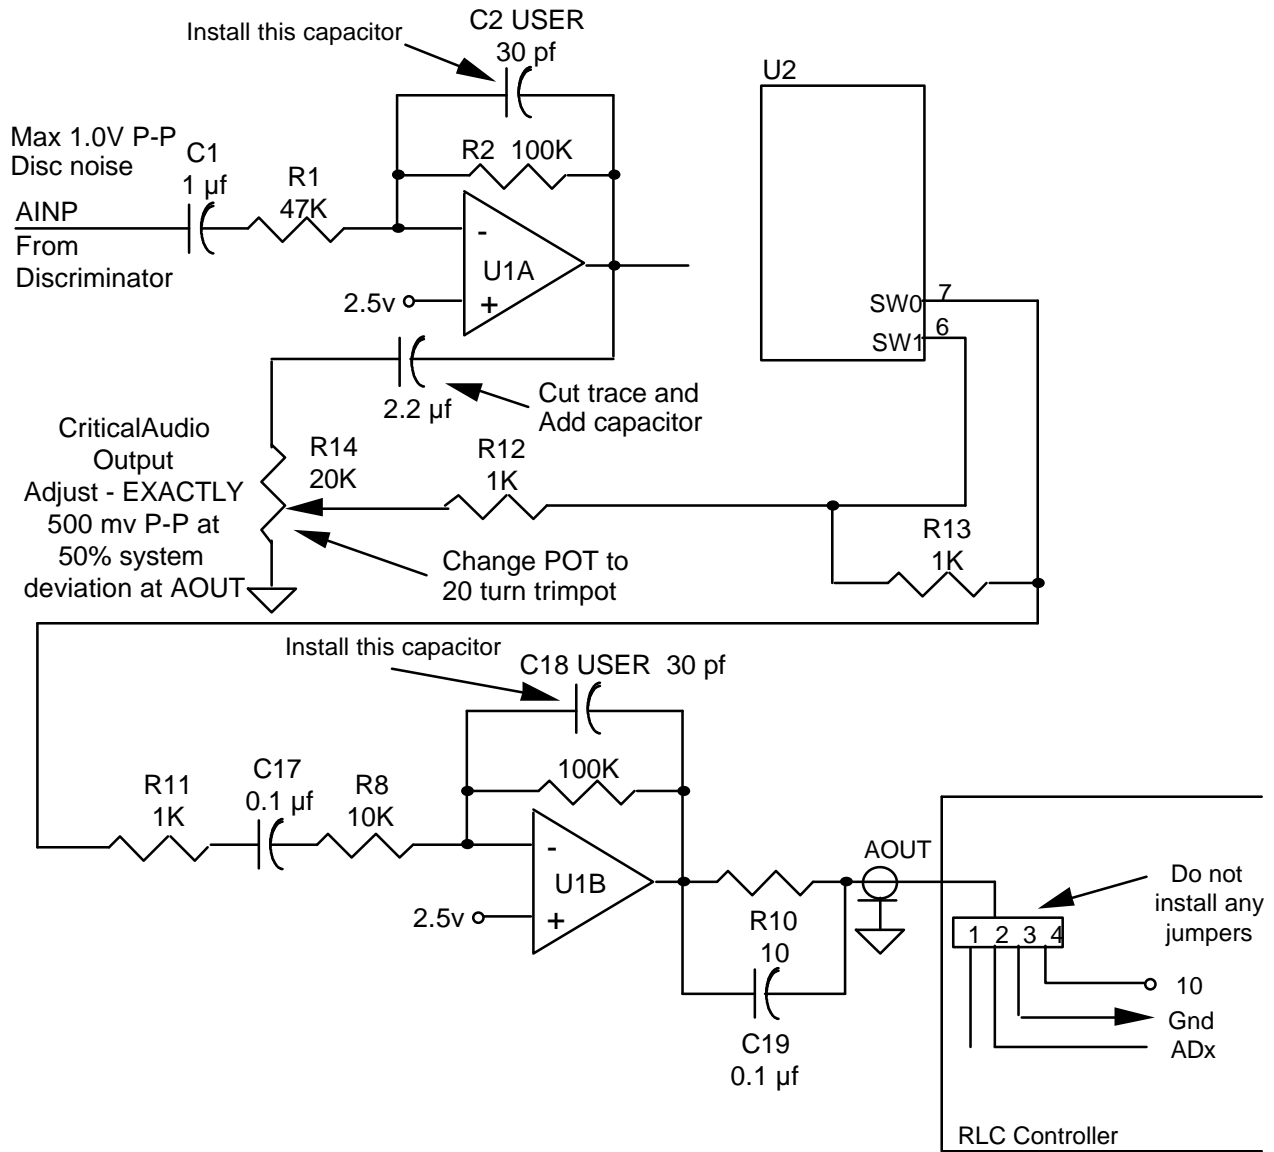 Install this capacitor
C2 USER
30 pf
U2
Max 1.0V P-P
Disc noise
C1
1 µf
R1
47K
R2 100K
AINP
From
Discriminator
-
U1A
+
2.5v
SW0
7
SW1
6
2.2 µf
Cut trace and
Add capacitor
CriticalAudio
Output
Adjust - EXACTLY
500 mv P-P at
50% system
deviation at AOUT
R14
20K
R12
1K
R13
1K
Change POT to
20 turn trimpot
Install this capacitor
C18 USER 30 pf
R11
1K
C17
0.1 µf
R8
10K
100K
-
U1B
+
2.5v
AOUT
R10
10
C19
0.1 µf
Do not
install any
jumpers
1 2 3 4
10
Gnd
ADx
RLC Controller